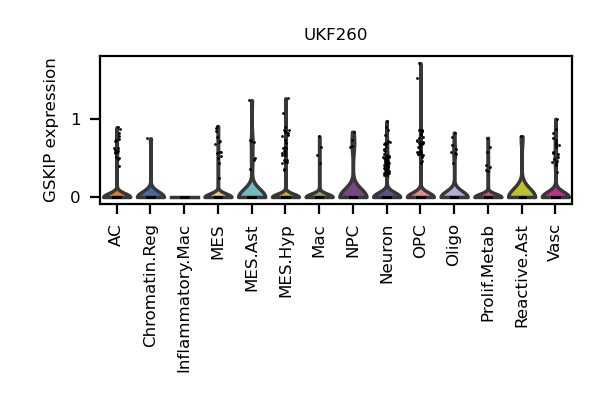 UKF260
GSKIP expression
1
0
AC
Chromatin.Reg
Inflammatory.Mac
MES
MES.Ast
MES.Hyp
Mac
NPC
Neuron
OPC
Oligo
Prolif.Metab
Reactive.Ast
Vasc